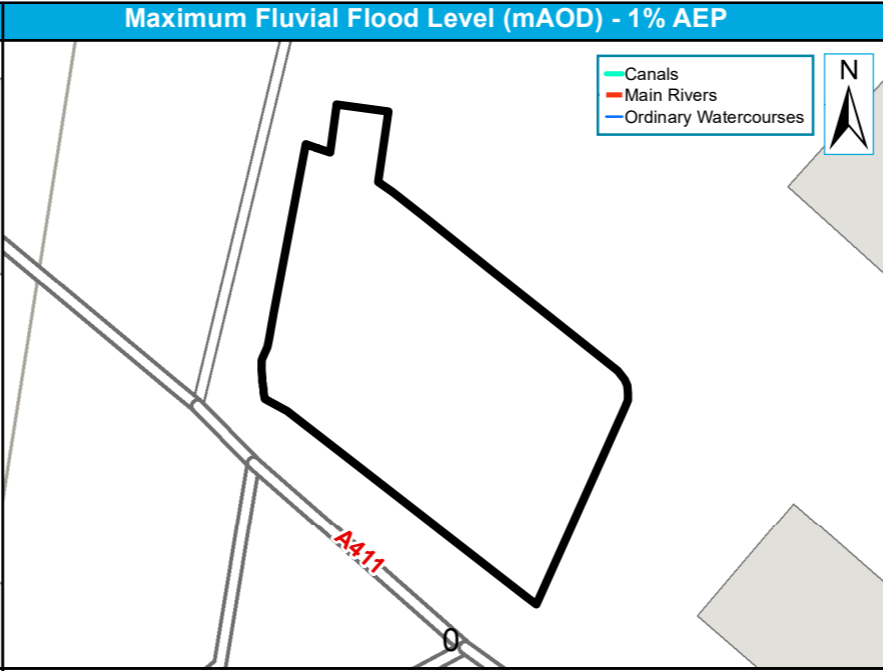 Maximum Fluvial Flood Level (mAOD) - 1% AEP
Canals
Main Rivers
Ordinary Watercourses
N
A411
0